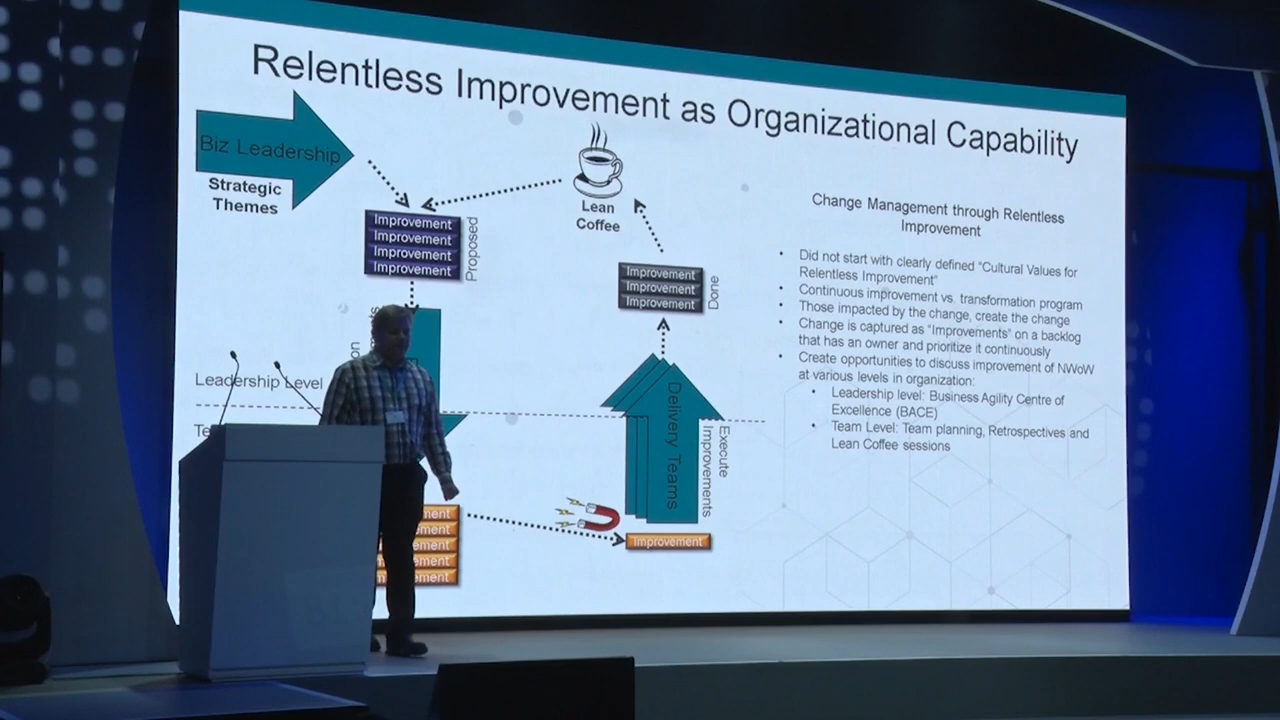 Relentless Improvement as Organizational Capability
Biz Leadership
Strategic
Themes
Lean
Coffee
Improvement
Improvement
Improvement
Improvement
Proposed
Improvement
Improvement
Improvement
Done
Leadership Level
Delivery Teams
Execute
Improvements
Improvement
Change Management through Relentless
Improvement
• Did not start with clearly defined "Cultural Values for
Relentless Improvement"
• Continuous improvement vs. transformation program
• Those impacted by the change, create the change
• Change is captured as "Improvements" on a backlog
that has an owner and prioritize it continuously
• Create opportunities to discuss improvement of NWoW
at various levels in organization:
• Leadership level: Business Agility Centre of
Excellence (BACE)
• Team Level: Team planning, Retrospectives and
Lean Coffee sessions